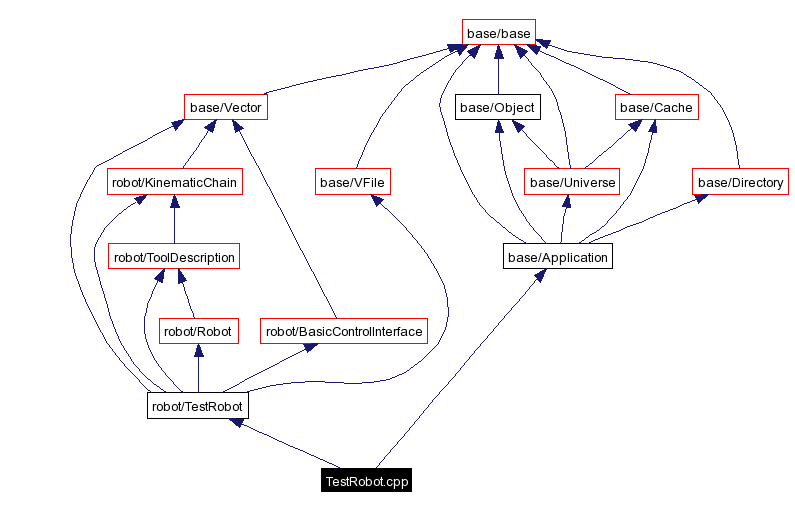 base/base
base/Vector
base/Object
base/Cache
robot/KinematicChain
base/VFile
base/Universe
base/Directory
robot/ToolDescription
base/Application
robot/Robot
robot/BasicControlInterface
robot/TestRobot
TestRobot.cpp